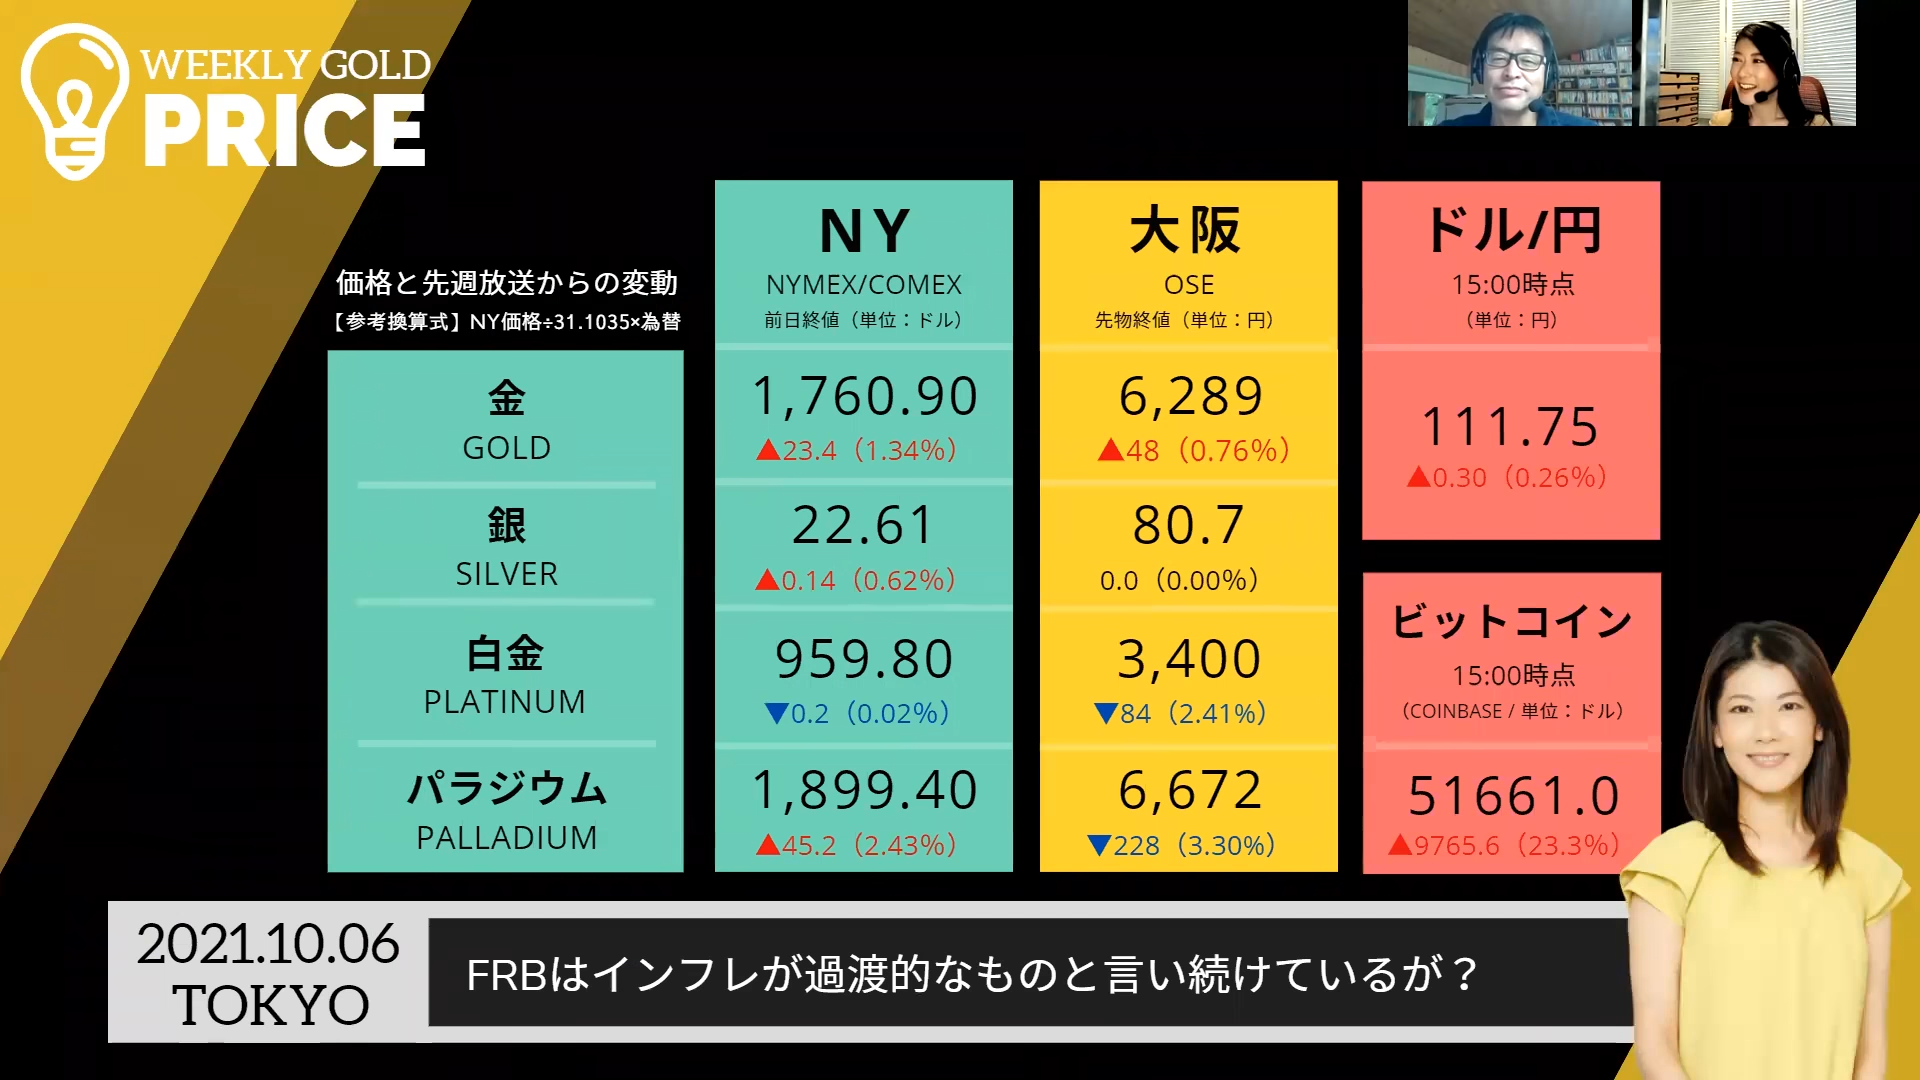 WEEKLY GOLD
PRICE
価格と先週放送からの変動
【参考換算式】NY価格÷31.1035×為替
金
GOLD
銀
SILVER
白金
PLATINUM
パラジウム
PALLADIUM
NY
NYMEX/COMEX
前日終値（単位：ドル）
1,760.90
▲23.4（1.34%）
22.61
▲0.14（0.62%）
959.80
▼0.2（0.02%）
1,899.40
▲45.2（2.43%）
大阪
OSE
先物終値（単位：円）
6,289
▲48（0.76%）
80.7
0.0（0.00%）
3,400
▼84（2.41%）
6,672
▼228（3.30%）
ドル/円
15:00時点
（単位：円）
111.75
▲0.30（0.26%）
ビットコイン
15:00時点
（COINBASE / 単位：ドル）
51661.0
▲9765.6（23.3%）
2021.10.06
TOKYO
FRBはインフレが過渡的なものと言い続けているが？